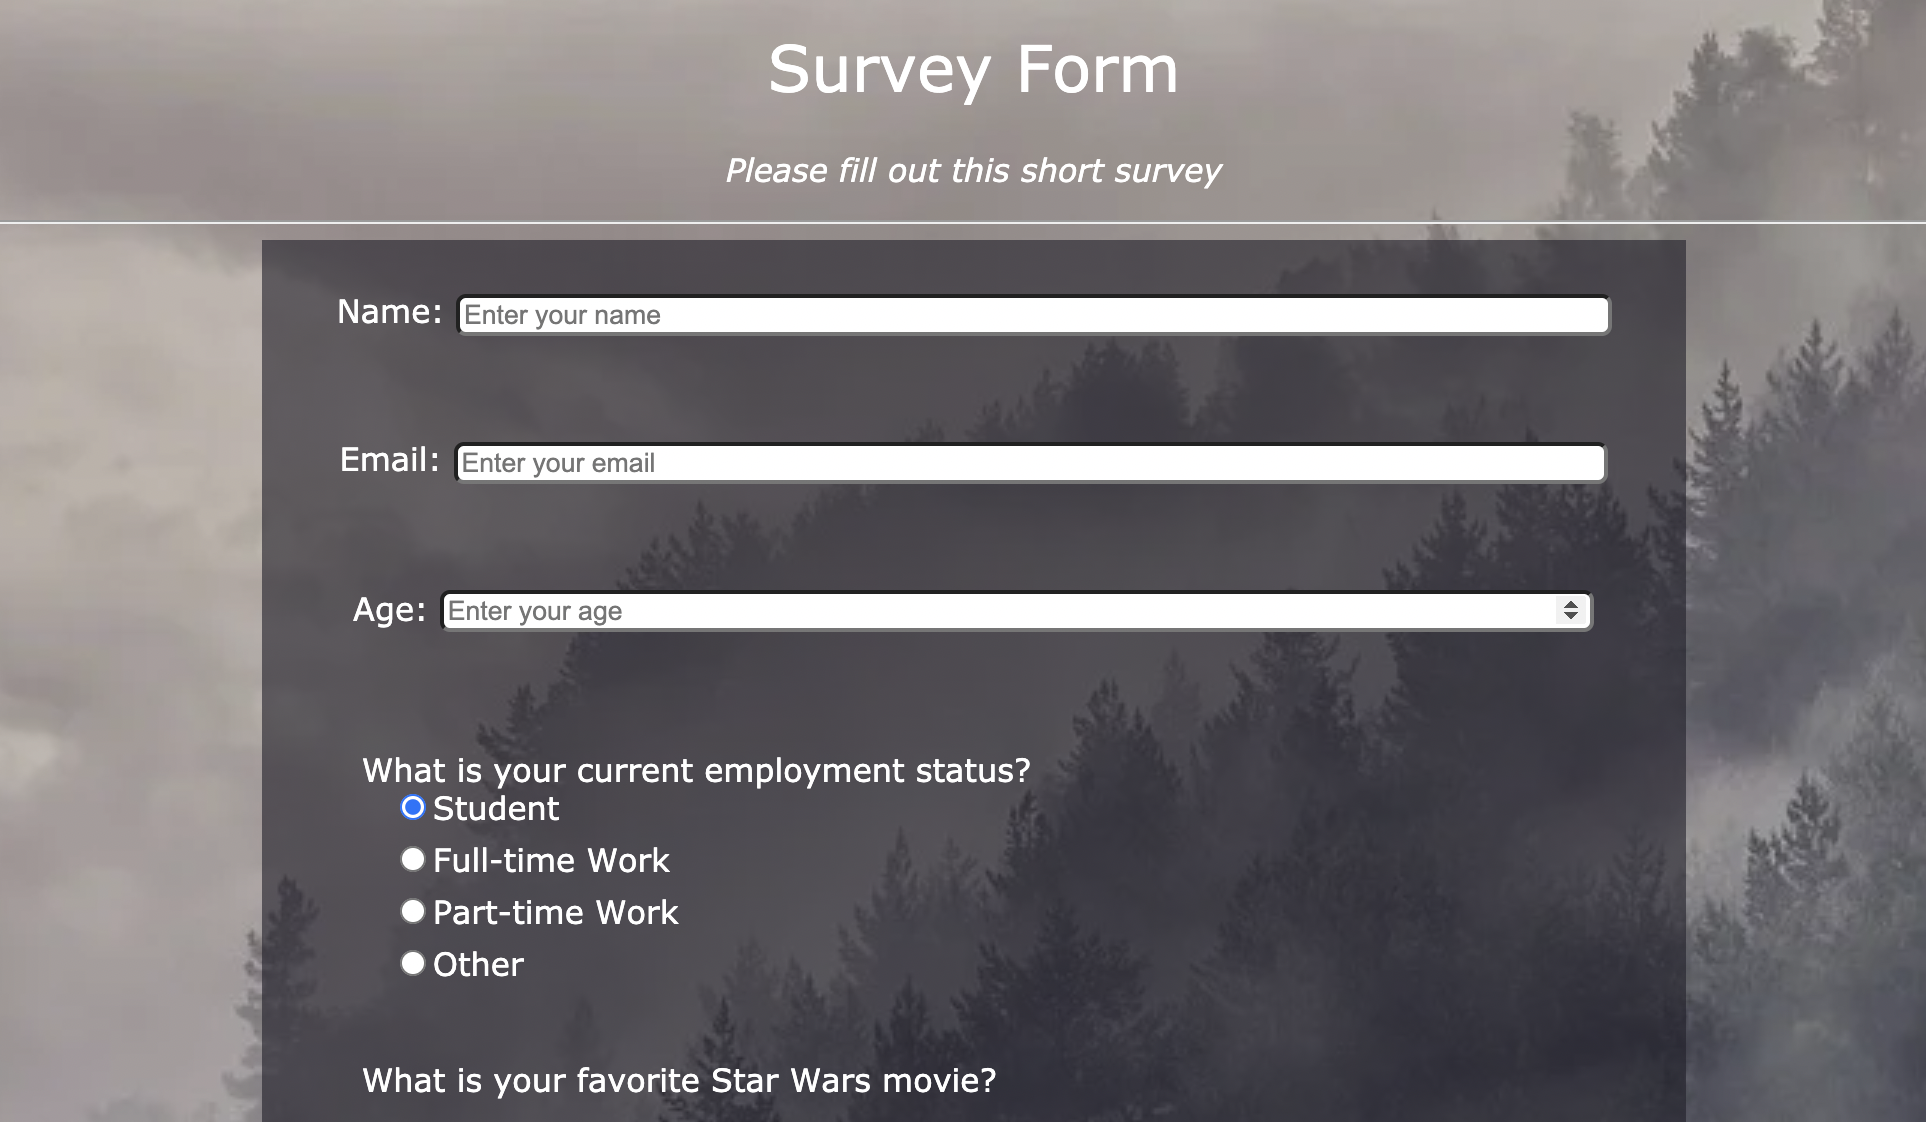 Survey Form
Please fill out this short survey
Name: Enter your name
Email: Enter your email
Age: Enter your age
What is your current employment status?
Student
Full-time Work
Part-time Work
Other
What is your favorite Star Wars movie?